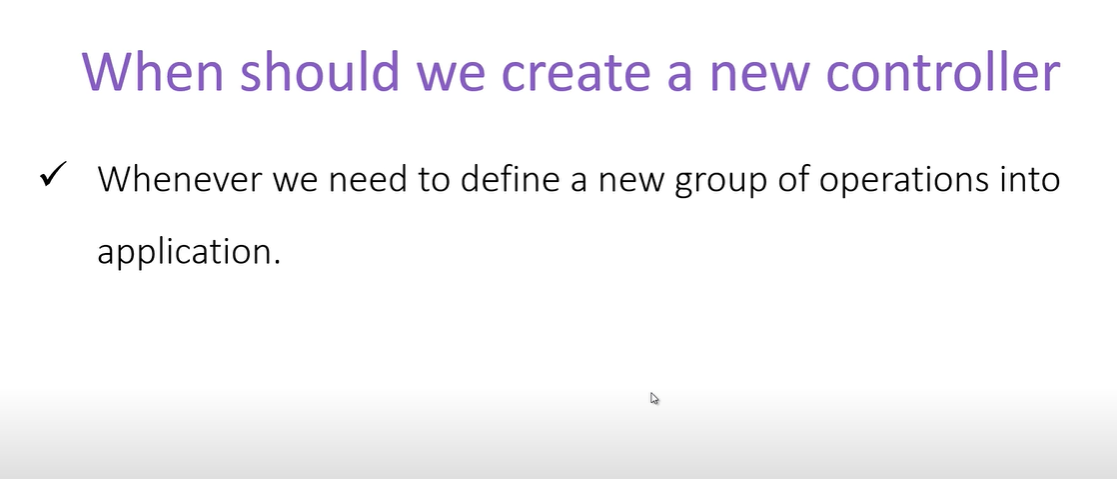 When should we create a new controller
✓ Whenever we need to define a new group of operations into
application.